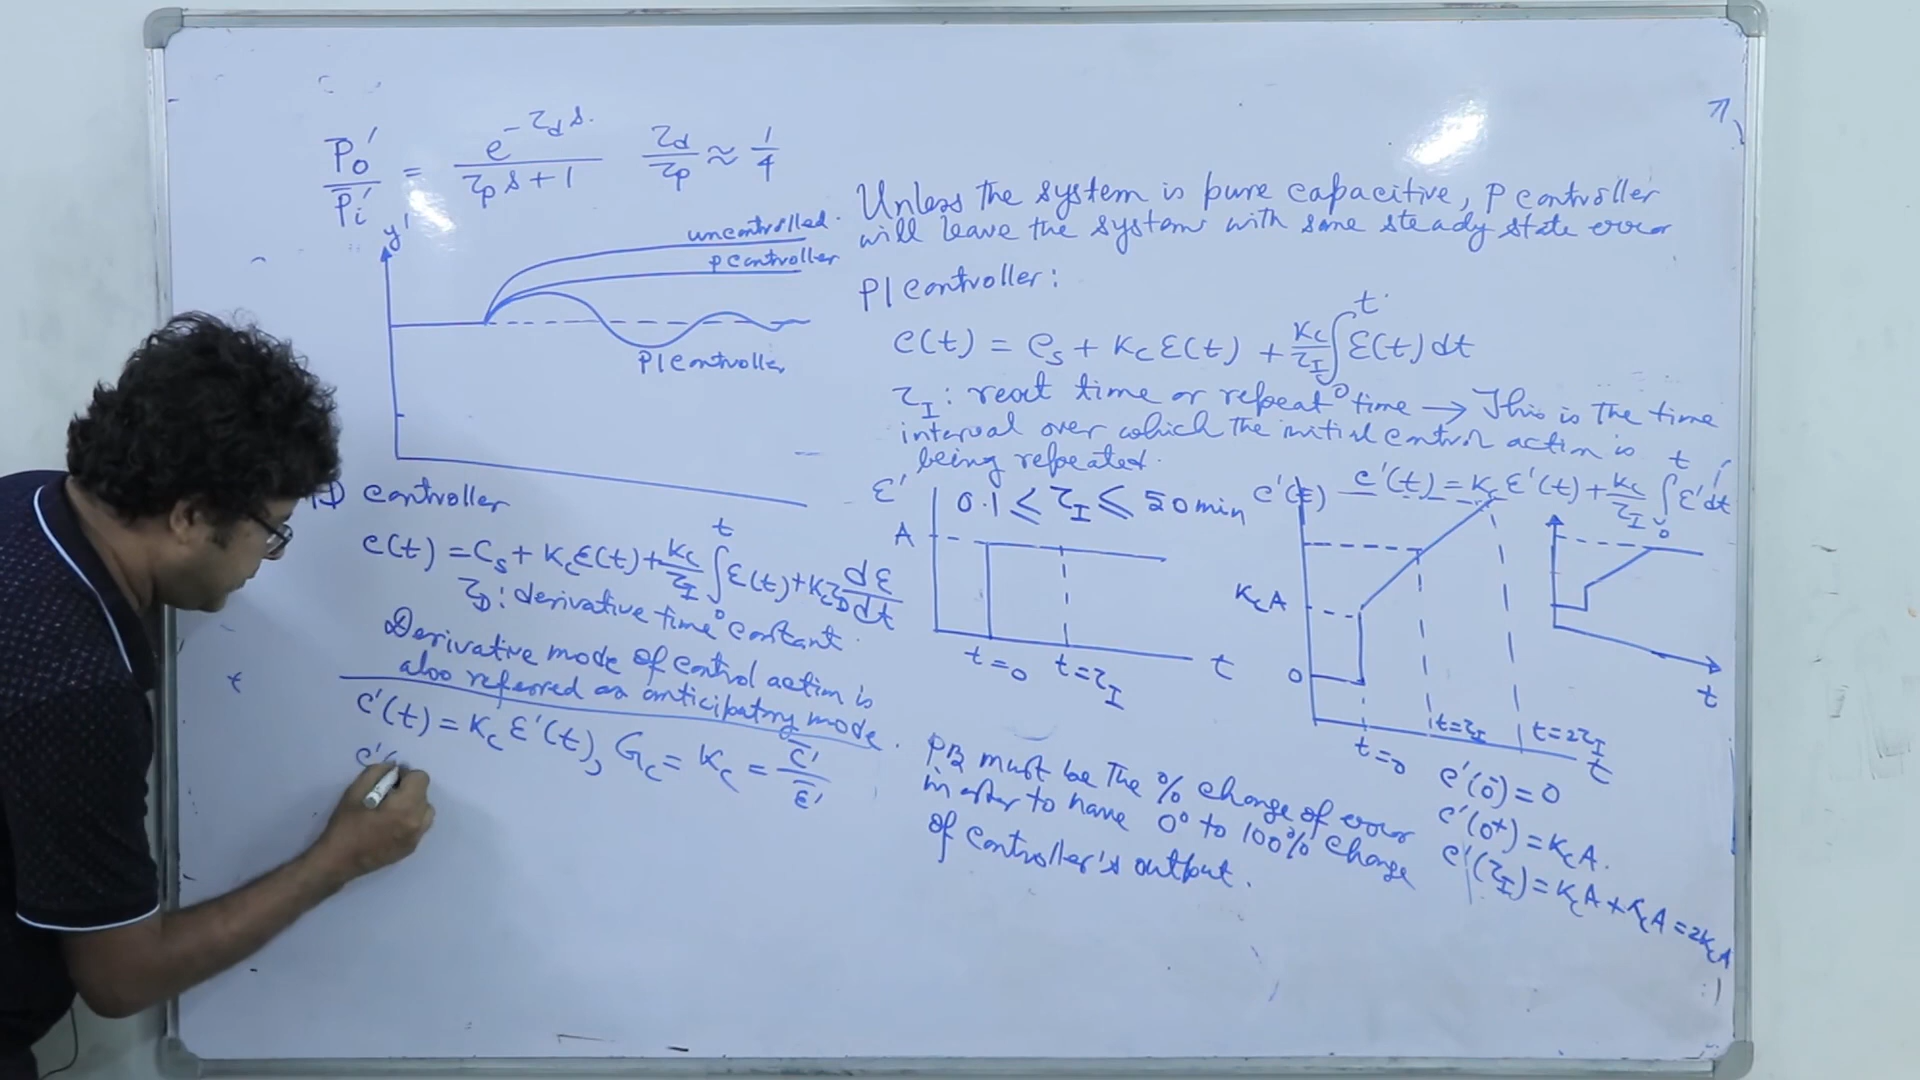 P̄o'/P̄i' = e^(-τd s) / (τp s + 1)   τd/τp ≈ 1/4
y'
uncontrolled
P controller
PI controller
D controller
c(t) = Cs + Kc ε(t) + Kc/τI ∫₀ᵗ ε(t) + Kc τD dε/dt
τD : derivative time constant
Derivative mode of control action is
also referred as anticipatory mode.
c'(t) = Kc ε'(t), Gc = Kc = c̄'/ε̄'
c'(
Unless the system is pure capacitive, P controller
will leave the system with some steady state error
PI controller :
c(t) = Cs + Kc ε(t) + Kc/τI ∫₀ᵗ ε(t) dt
τI : reset time or repeat time → This is the time
interval over which the initial control action is
being repeated.
ε'
0.1 ≤ τI ≤ 50 min
A
t=0
t=τI
t
c'(t)
c'(t) = Kc ε'(t) + Kc/τI ∫₀ᵗ ε' dt
KcA
0
t=0
t=τI
t=2τI
t
t
PB must be the % change of error
in order to have 0% to 100% change
of controller's output.
c'(0⁻) = 0
c'(0⁺) = KcA.
c'(τI) = KcA + KcA = 2KcA